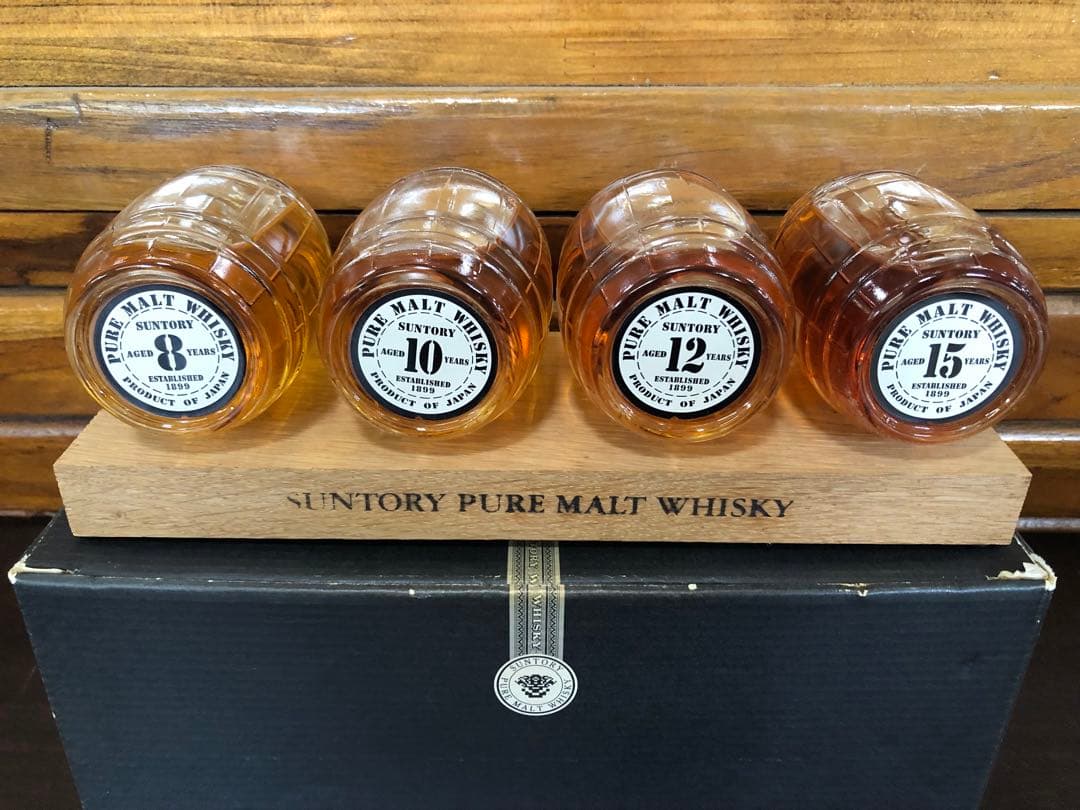 PURE MALT WHISKY
SUNTORY
AGED 8 YEARS
ESTABLISHED
1899
PRODUCT OF JAPAN
PURE MALT WHISKY
SUNTORY
AGED 10 YEARS
ESTABLISHED
1899
PRODUCT OF JAPAN
PURE MALT WHISKY
SUNTORY
AGED 12 YEARS
ESTABLISHED
1899
PRODUCT OF JAPAN
PURE MALT WHISKY
SUNTORY
AGED 15 YEARS
ESTABLISHED
1899
PRODUCT OF JAPAN
SUNTORY PURE MALT WHISKY
WHISKY
SUNTORY
PURE MALT WHISKY